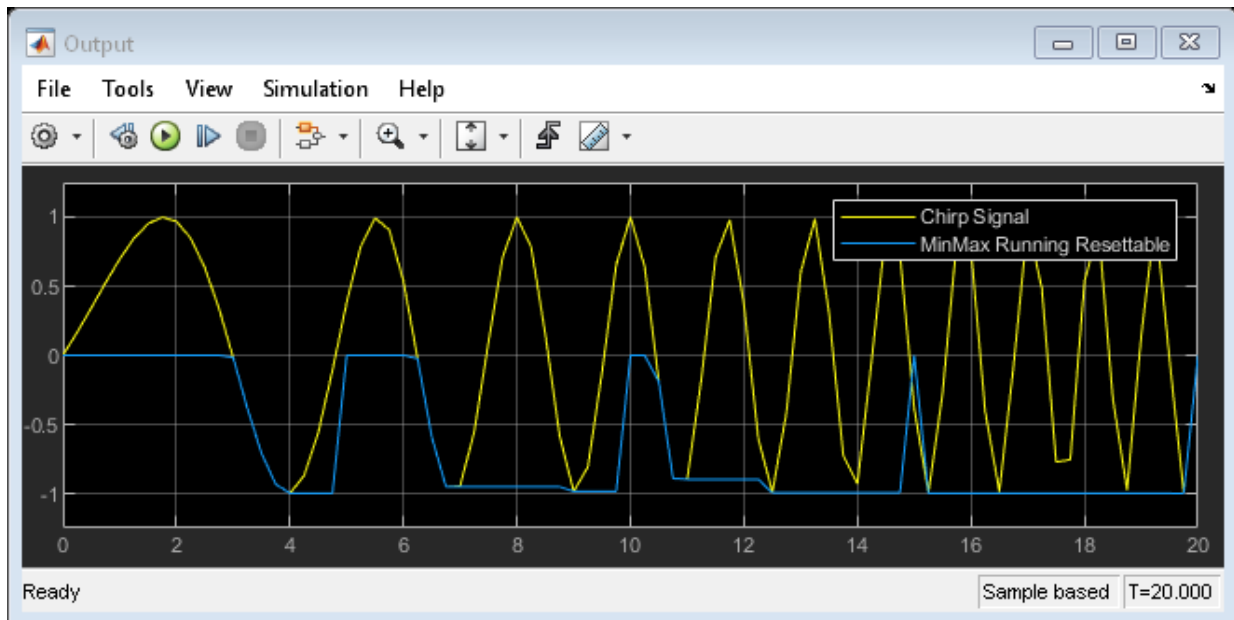 Output
File Tools View Simulation Help
Chirp Signal
MinMax Running Resettable
1
0.5
0
-0.5
-1
0 2 4 6 8 10 12 14 16 18 20
Ready Sample based T=20.000